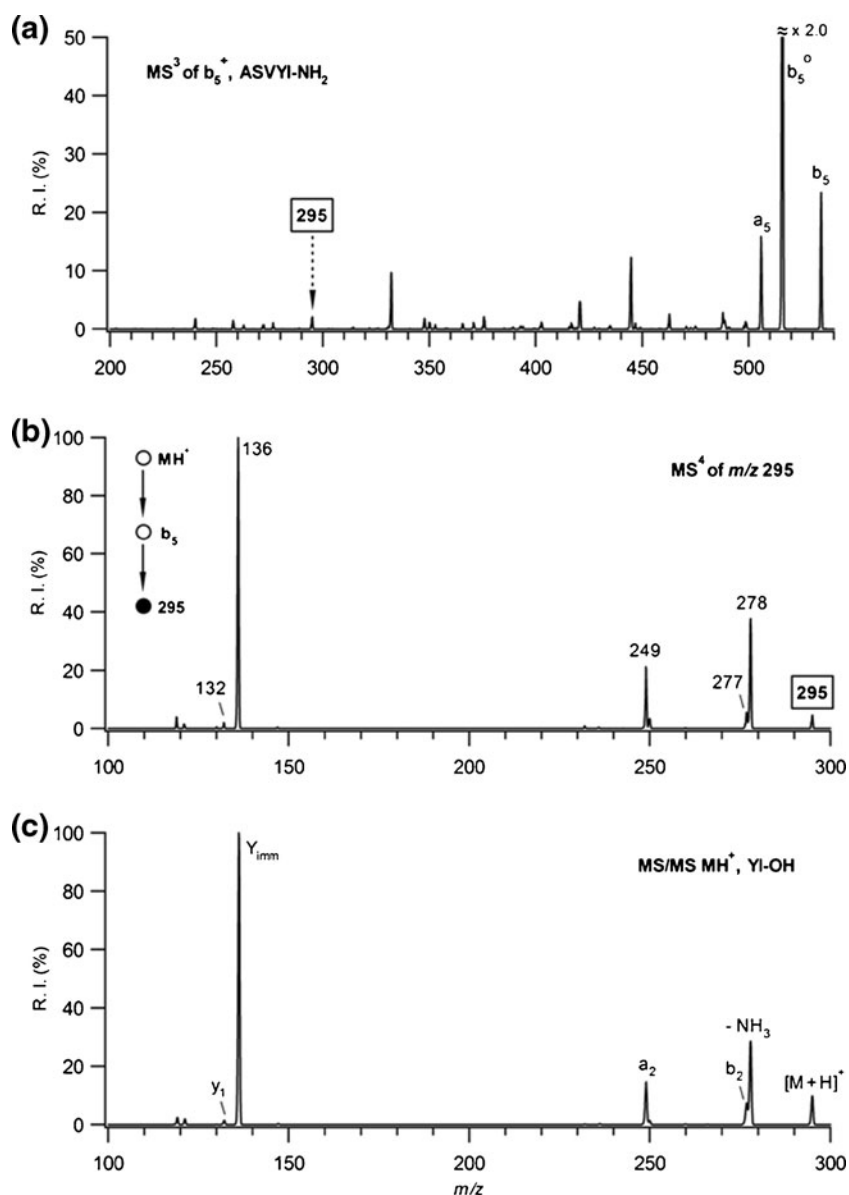 (a)
MS³ of b₅⁺, ASVYI-NH₂
≈ x 2.0
b₅°
b₅
a₅
295
R. I. (%)
50
40
30
20
10
0
200 250 300 350 400 450 500
(b)
MH⁺
b₅
295
MS⁴ of m/z 295
136
132
249
278
277
295
R. I. (%)
100
80
60
40
20
0
100 150 200 250 300
(c)
MS/MS MH⁺, YI-OH
Yimm
y₁
a₂
b₂
- NH₃
[M + H]⁺
R. I. (%)
100
80
60
40
20
0
100 150 200 250 300
m/z